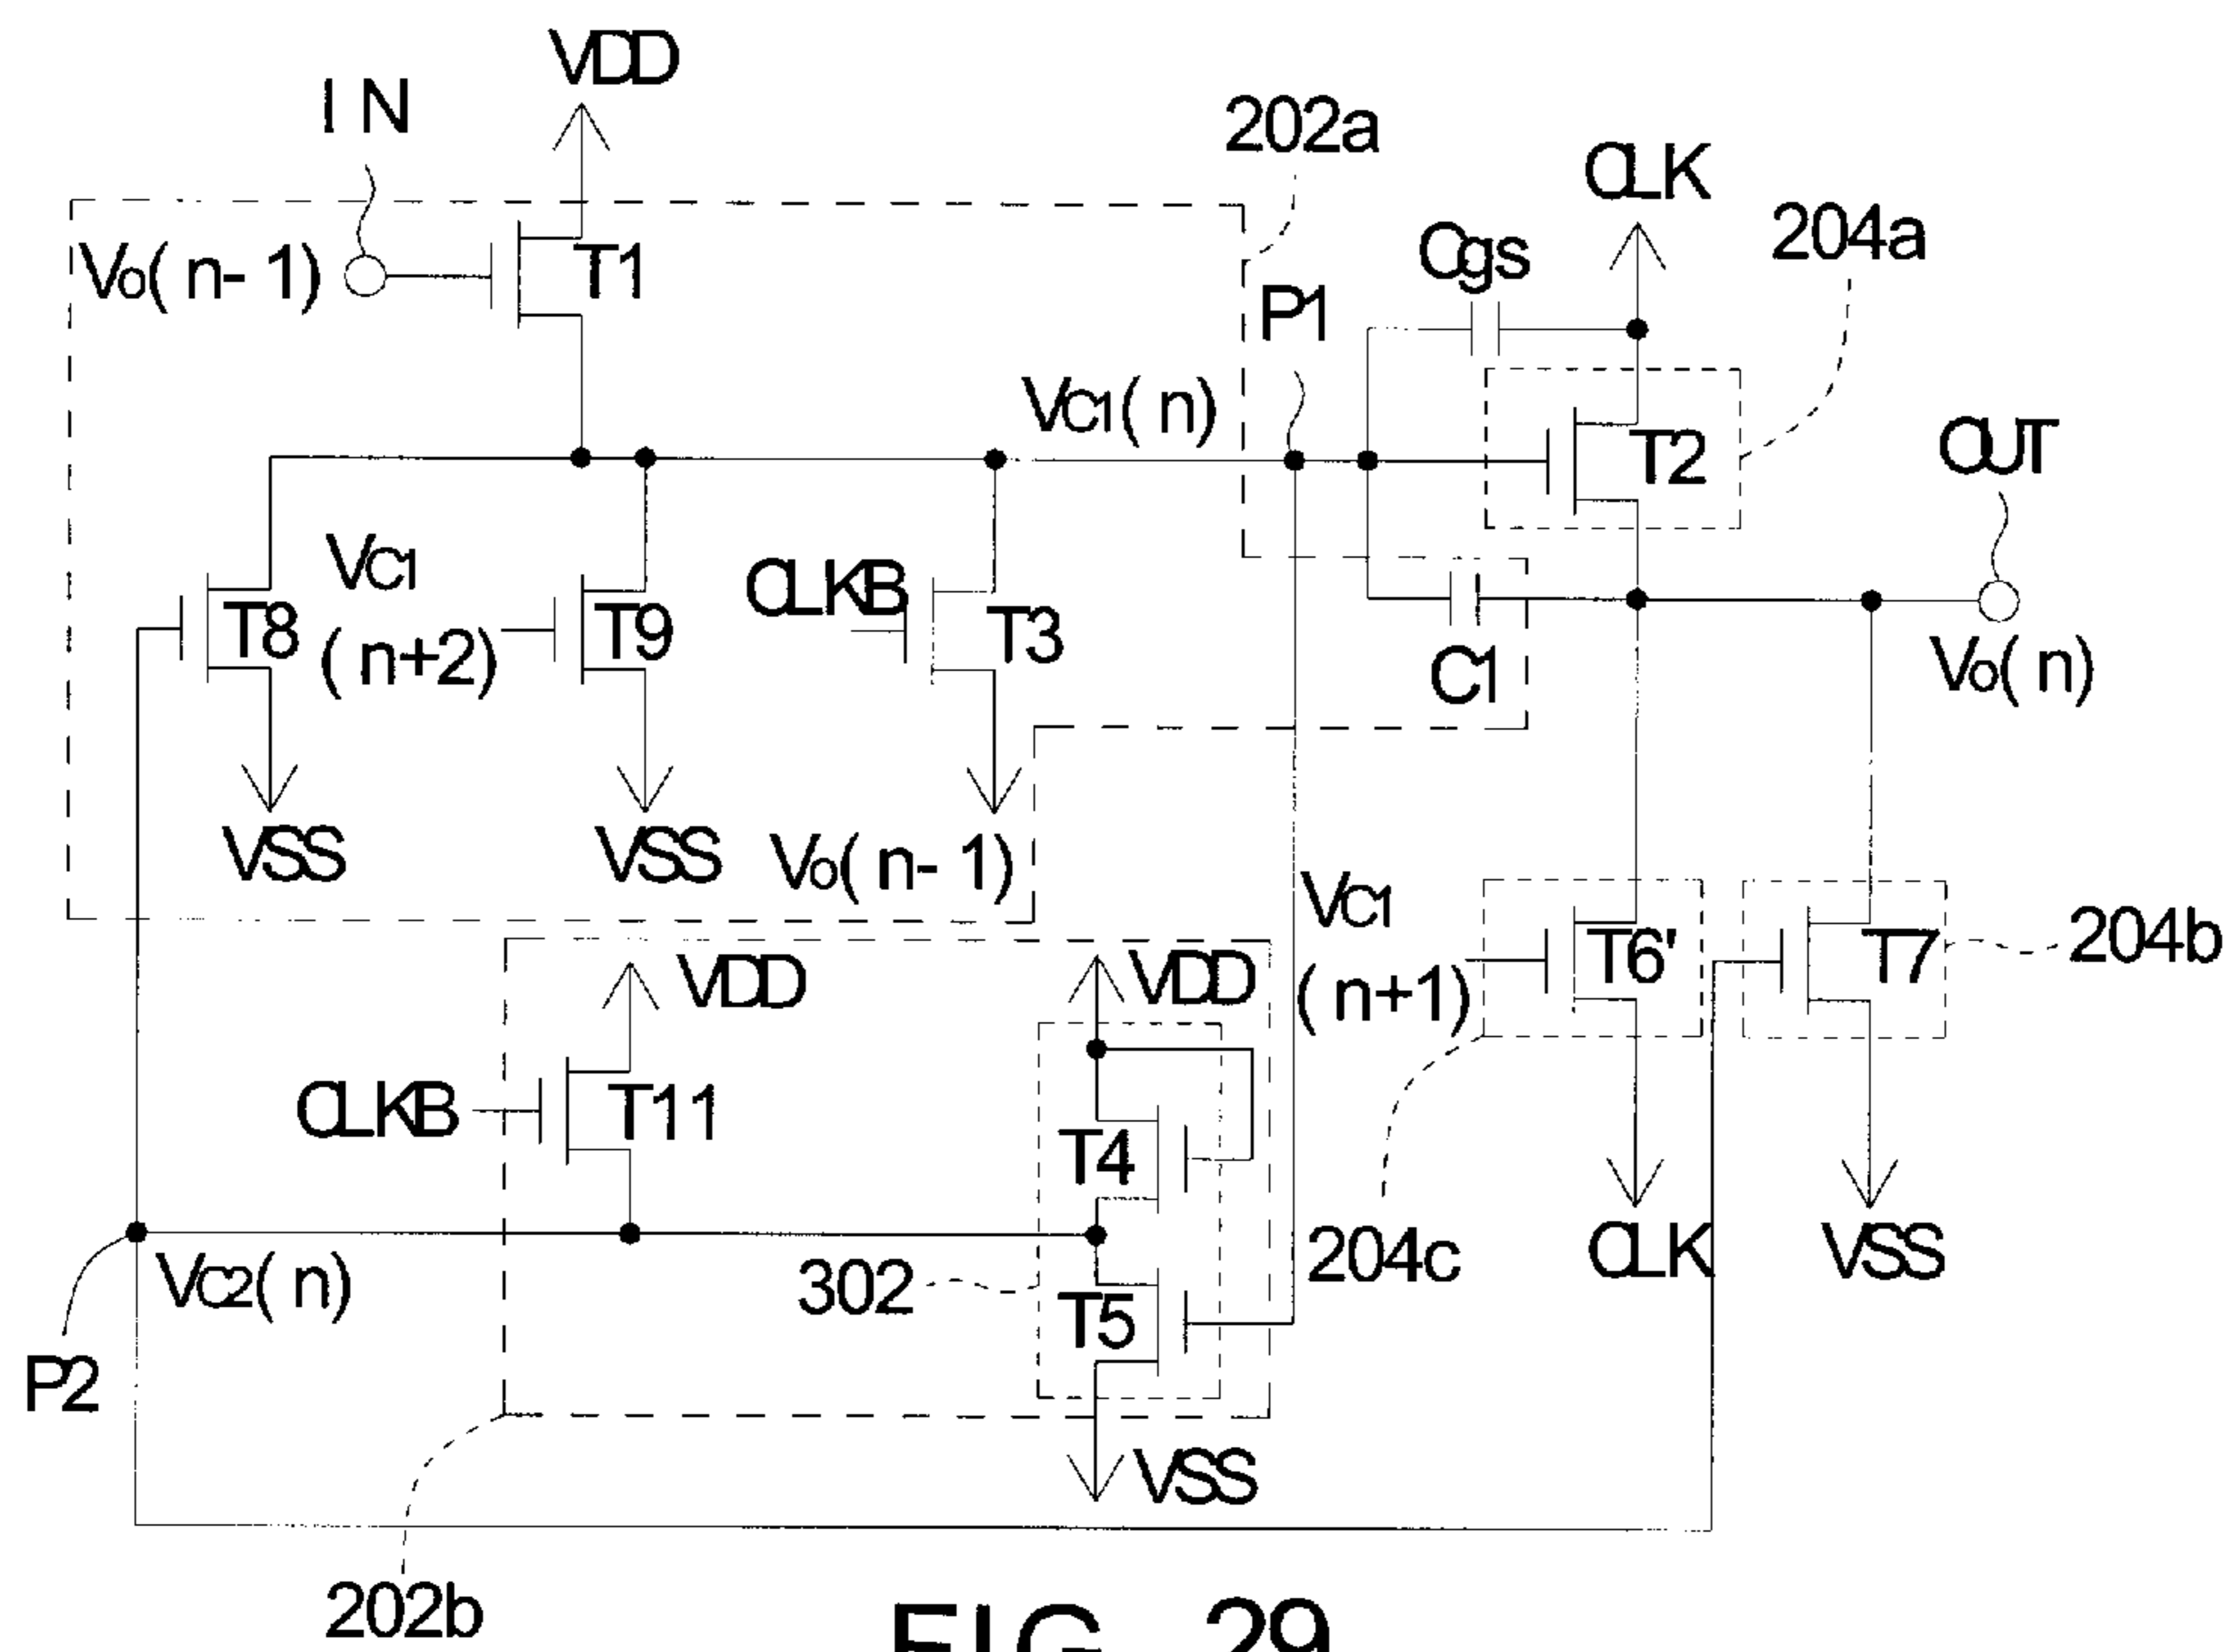 VDD
IN
202a
CLK
204a
Vo(n-1)
T1
Cgs
P1
VC1(n)
T2
OUT
VC1
(n+2)
CLKB
T8
T9
T3
C1
Vo(n)
VSS
VSS
Vo(n-1)
VC1
(n+1)
T6'
T7
204b
VDD
VDD
CLKB
T11
T4
204c
CLK
VSS
VC2(n)
302
T5
P2
VSS
202b
FIG. 29